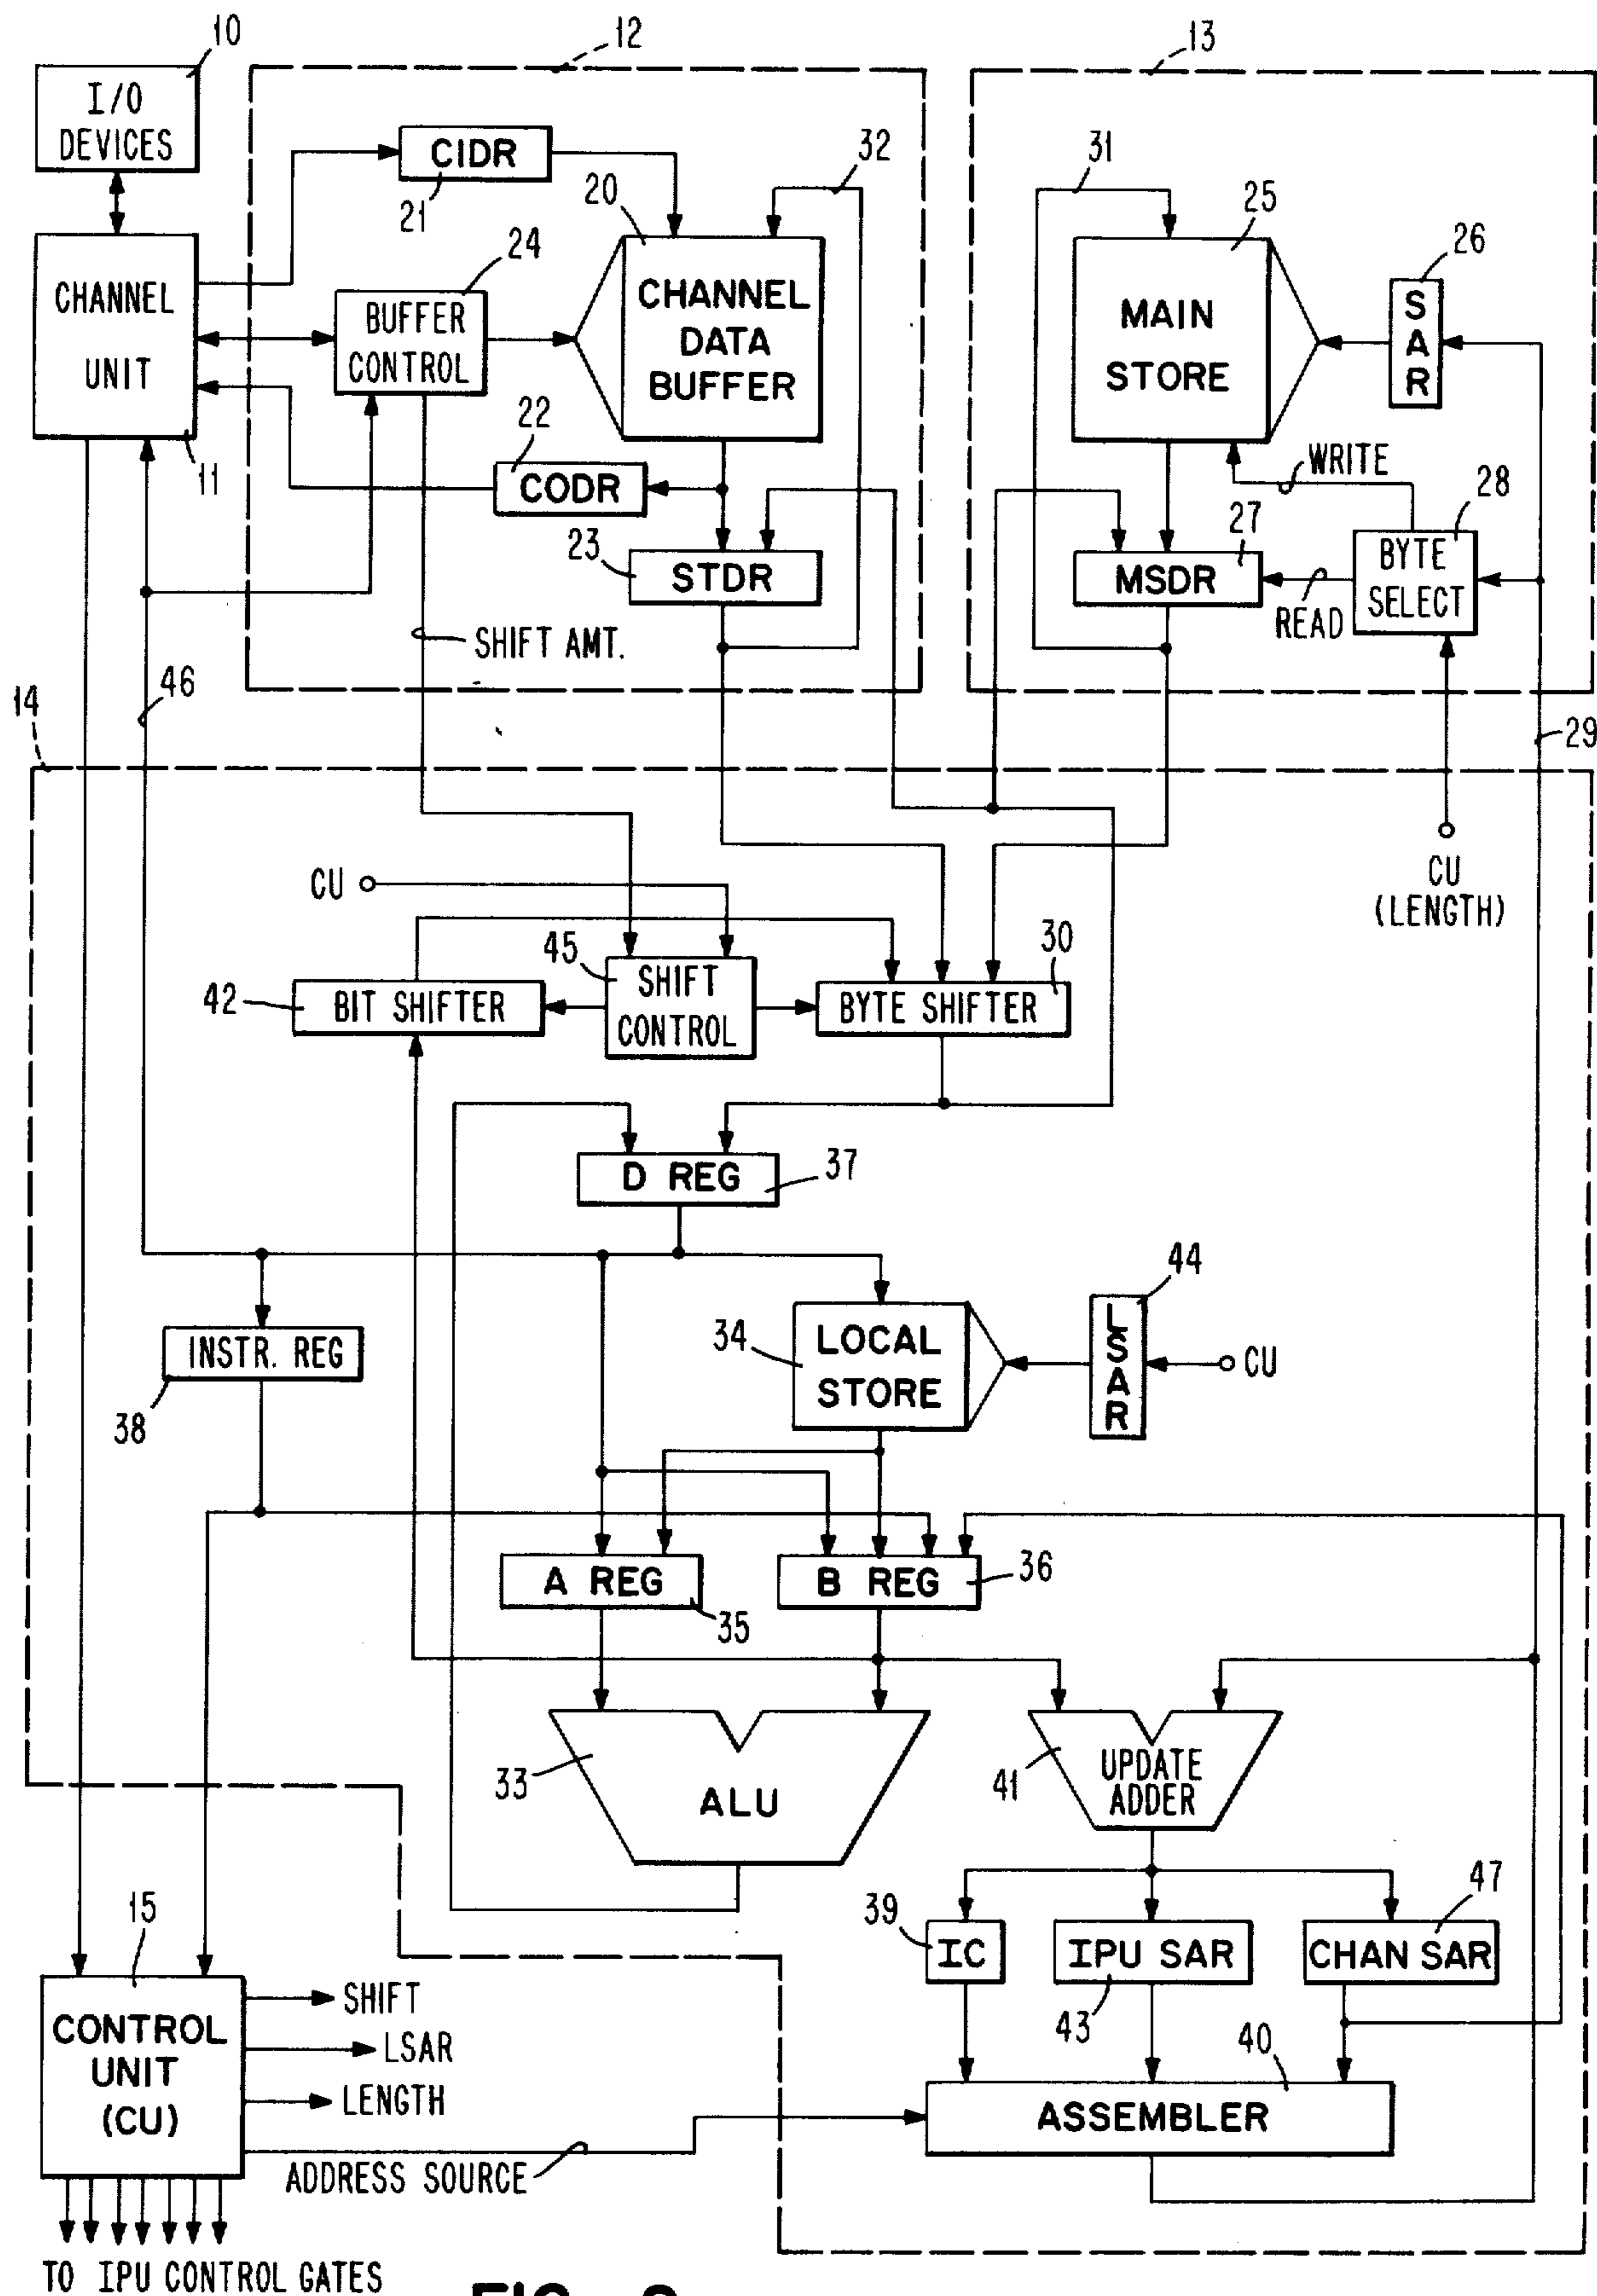 10
12
13
I/O
DEVICES
CIDR
21
20
32
31
25
26
24
CHANNEL
UNIT
11
BUFFER
CONTROL
CHANNEL
DATA
BUFFER
MAIN
STORE
SAR
22
CODR
WRITE
28
23
STDR
27
MSDR
READ
BYTE
SELECT
SHIFT AMT.
46
14
29
CU
CU
(LENGTH)
45
30
42
BIT SHIFTER
SHIFT
CONTROL
BYTE SHIFTER
D REG
37
44
INSTR. REG
38
34
LOCAL
STORE
LSAR
CU
A REG
35
B REG
36
33
ALU
41
UPDATE
ADDER
15
39
IC
IPU SAR
43
47
CHAN SAR
CONTROL
UNIT
(CU)
SHIFT
LSAR
LENGTH
ADDRESS SOURCE
40
ASSEMBLER
TO IPU CONTROL GATES